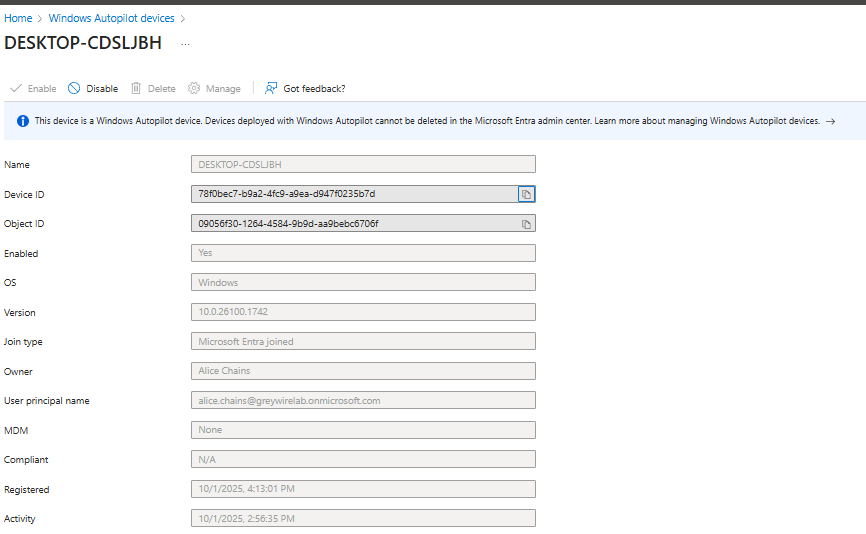 Home > Windows Autopilot devices >
DESKTOP-CDSLJBH ...
Enable Disable Delete Manage Got feedback?
This device is a Windows Autopilot device. Devices deployed with Windows Autopilot cannot be deleted in the Microsoft Entra admin center. Learn more about managing Windows Autopilot devices. →
Name DESKTOP-CDSLJBH
Device ID 78f0bec7-b9a2-4fc9-a9ea-d947f0235b7d
Object ID 09056f30-1264-4584-9b9d-aa9bebc6706f
Enabled Yes
OS Windows
Version 10.0.26100.1742
Join type Microsoft Entra joined
Owner Alice Chains
User principal name alice.chains@greywirelab.onmicrosoft.com
MDM None
Compliant N/A
Registered 10/1/2025, 4:13:01 PM
Activity 10/1/2025, 2:56:35 PM